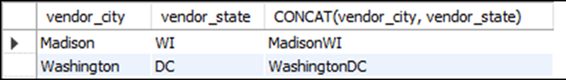 vendor_city vendor_state CONCAT(vendor_city, vendor_state)
Madison WI MadisonWI
Washington DC WashingtonDC